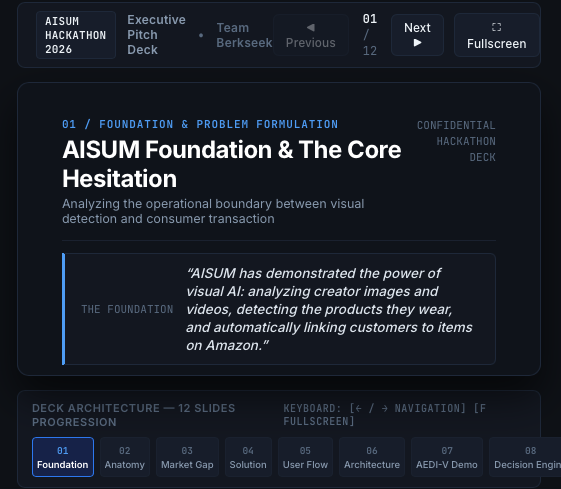 AISUM
HACKATHON
2026
Executive
Pitch
Deck
•
Team
Berkseek
◀
Previous
01
/
12
Next
▶
⛶
Fullscreen
01 / FOUNDATION & PROBLEM FORMULATION
CONFIDENTIAL
HACKATHON
DECK
AISUM Foundation & The Core
Hesitation
Analyzing the operational boundary between visual
detection and consumer transaction
THE FOUNDATION
“AISUM has demonstrated the power of
visual AI: analyzing creator images and
videos, detecting the products they wear,
and automatically linking customers to items
on Amazon.”
DECK ARCHITECTURE — 12 SLIDES
PROGRESSION
KEYBOARD: [← / → NAVIGATION] [F
FULLSCREEN]
01
Foundation
02
Anatomy
03
Market Gap
04
Solution
05
User Flow
06
Architecture
07
AEDI-V Demo
08
Decision Engin